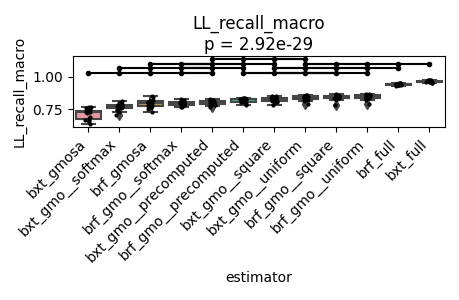 LL_recall_macro
p = 2.92e-29
LL_recall_macro
1.00
0.75
bxt_gmosa
bxt_gmo__softmax
brf_gmosa
brf_gmo__softmax
bxt_gmo__precomputed
brf_gmo__precomputed
bxt_gmo__square
bxt_gmo__uniform
brf_gmo__square
brf_gmo__uniform
brf_full
bxt_full
estimator